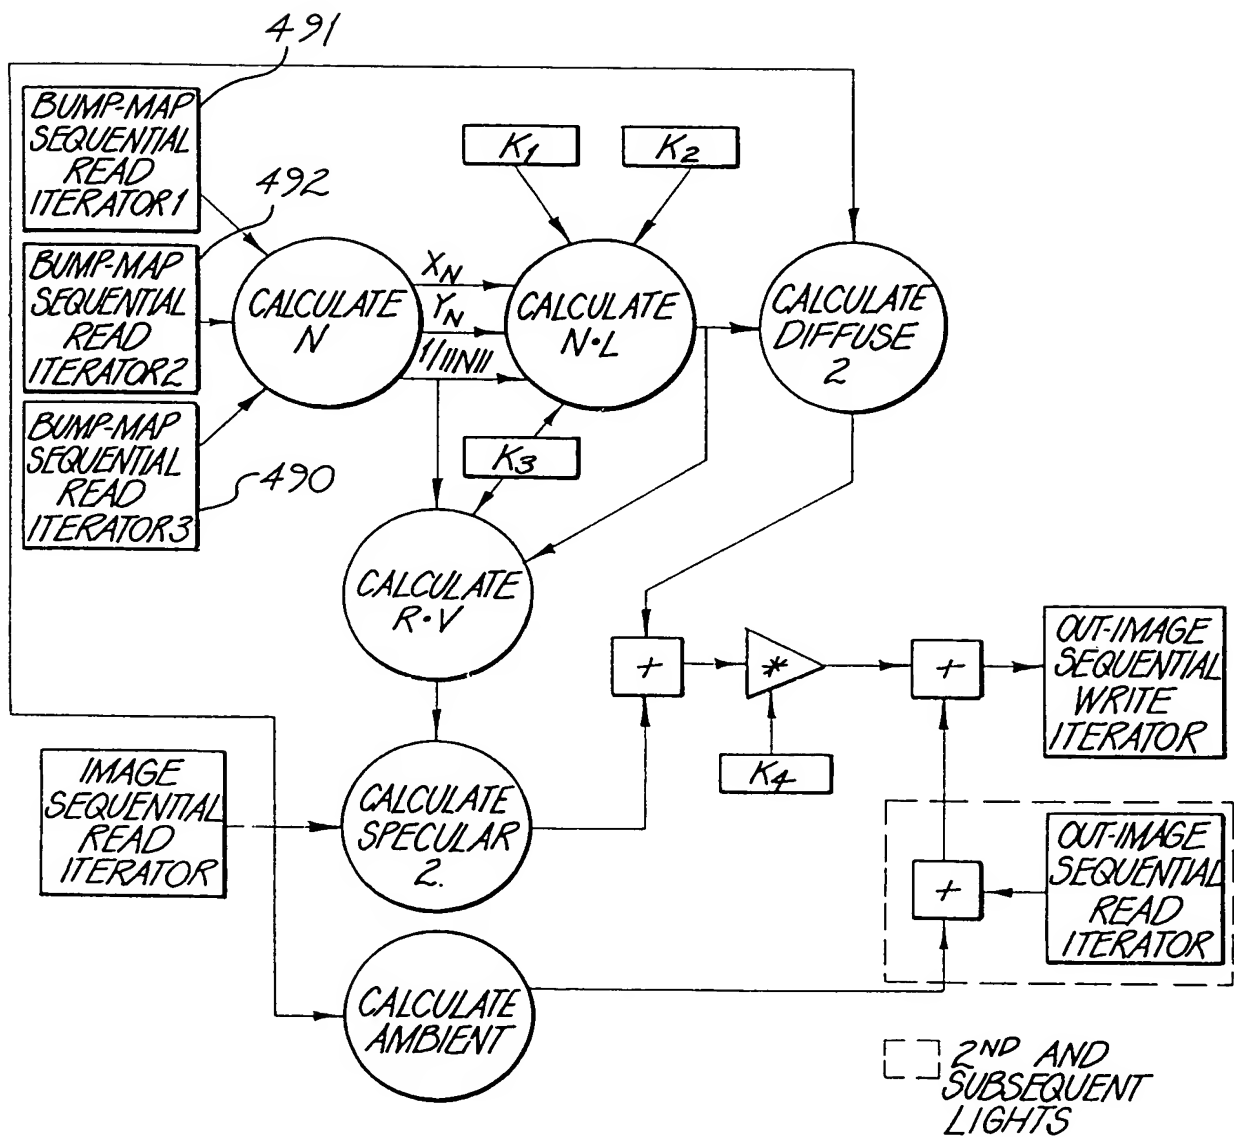 491
BUMP-MAP
SEQUENTIAL
READ
ITERATOR1
492
BUMP-MAP
SEQUENTIAL
READ
ITERATOR2
BUMP-MAP
SEQUENTIAL
READ
ITERATOR3
490
CALCULATE
N
XN
YN
1/||N||
K1
K2
CALCULATE
N•L
K3
CALCULATE
DIFFUSE
2
CALCULATE
R•V
IMAGE
SEQUENTIAL
READ
ITERATOR
CALCULATE
SPECULAR
2.
CALCULATE
AMBIENT
+
*
K4
+
OUT-IMAGE
SEQUENTIAL
WRITE
ITERATOR
+
OUT-IMAGE
SEQUENTIAL
READ
ITERATOR
2ND AND
SUBSEQUENT
LIGHTS